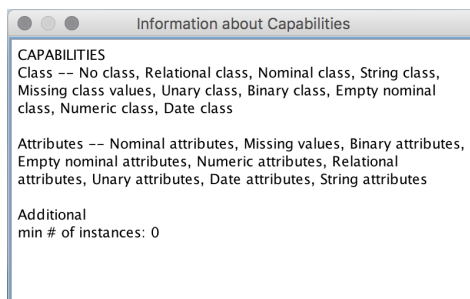 Information about Capabilities
CAPABILITIES
Class -- No class, Relational class, Nominal class, String class,
Missing class values, Unary class, Binary class, Empty nominal
class, Numeric class, Date class
Attributes -- Nominal attributes, Missing values, Binary attributes,
Empty nominal attributes, Numeric attributes, Relational
attributes, Unary attributes, Date attributes, String attributes
Additional
min # of instances: 0